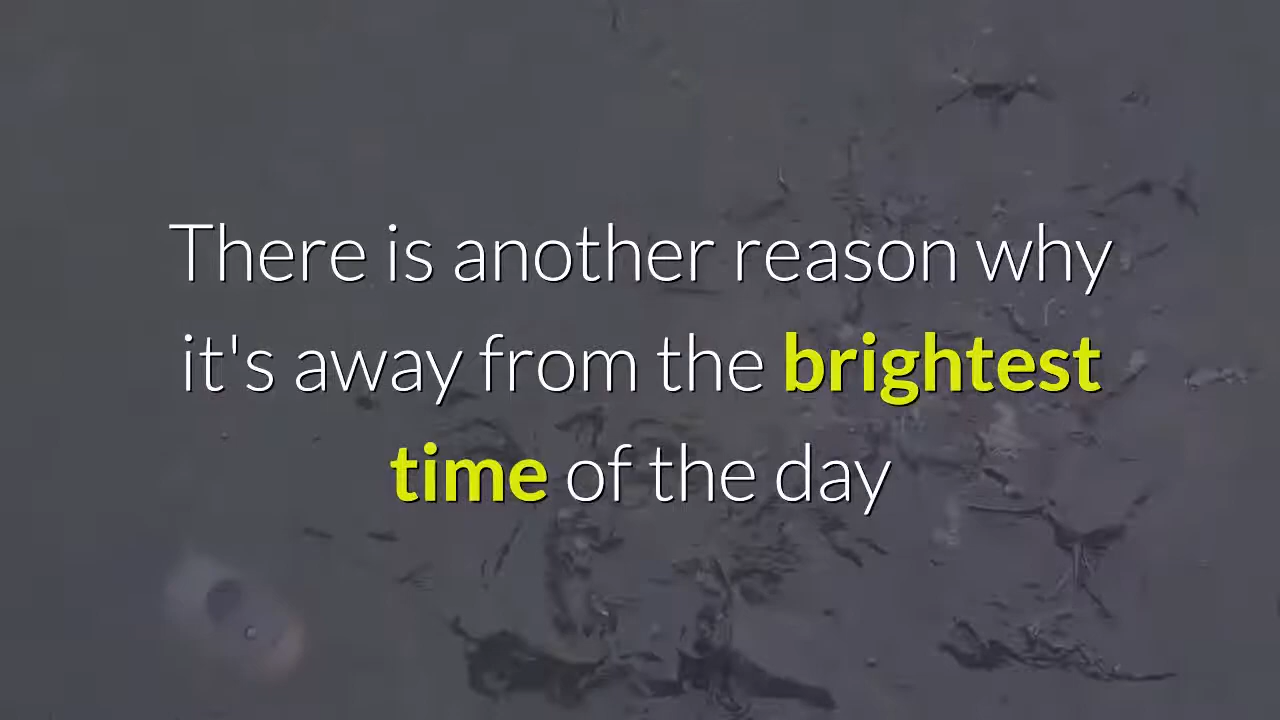 There is another reason why
it's away from the brightest
time of the day